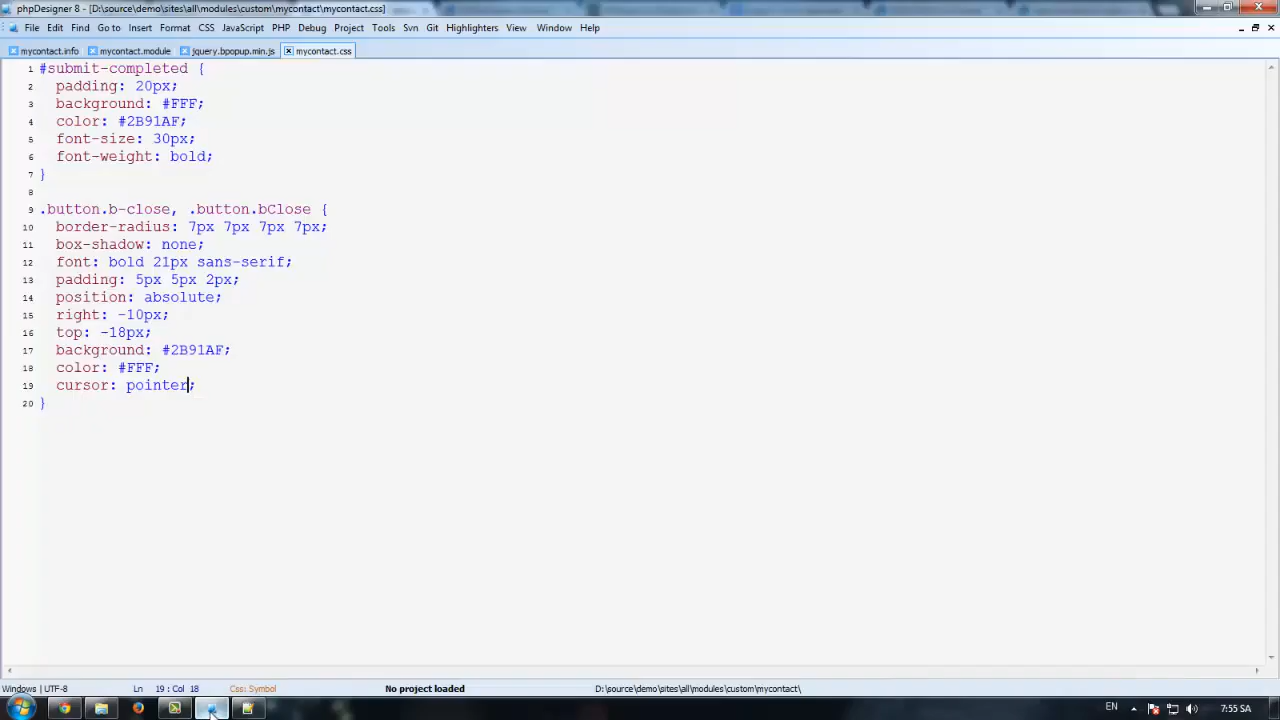 phpDesigner 8 - [D:\source\demo\sites\all\modules\custom\mycontact\mycontact.css]
File Edit Find Go to Insert Format CSS JavaScript PHP Debug Project Tools Svn Git Highlighters View Window Help
mycontact.info mycontact.module jquery.bpopup.min.js mycontact.css
1 #submit-completed {
2 padding: 20px;
3 background: #FFF;
4 color: #2B91AF;
5 font-size: 30px;
6 font-weight: bold;
7 }
8
9 .button.b-close, .button.bClose {
10 border-radius: 7px 7px 7px 7px;
11 box-shadow: none;
12 font: bold 21px sans-serif;
13 padding: 5px 5px 2px;
14 position: absolute;
15 right: -10px;
16 top: -18px;
17 background: #2B91AF;
18 color: #FFF;
19 cursor: pointer;
20 }
Windows | UTF-8 Ln 19 : Col 18 Css: Symbol No project loaded D:\source\demo\sites\all\modules\custom\mycontact\
EN 7:55 SA